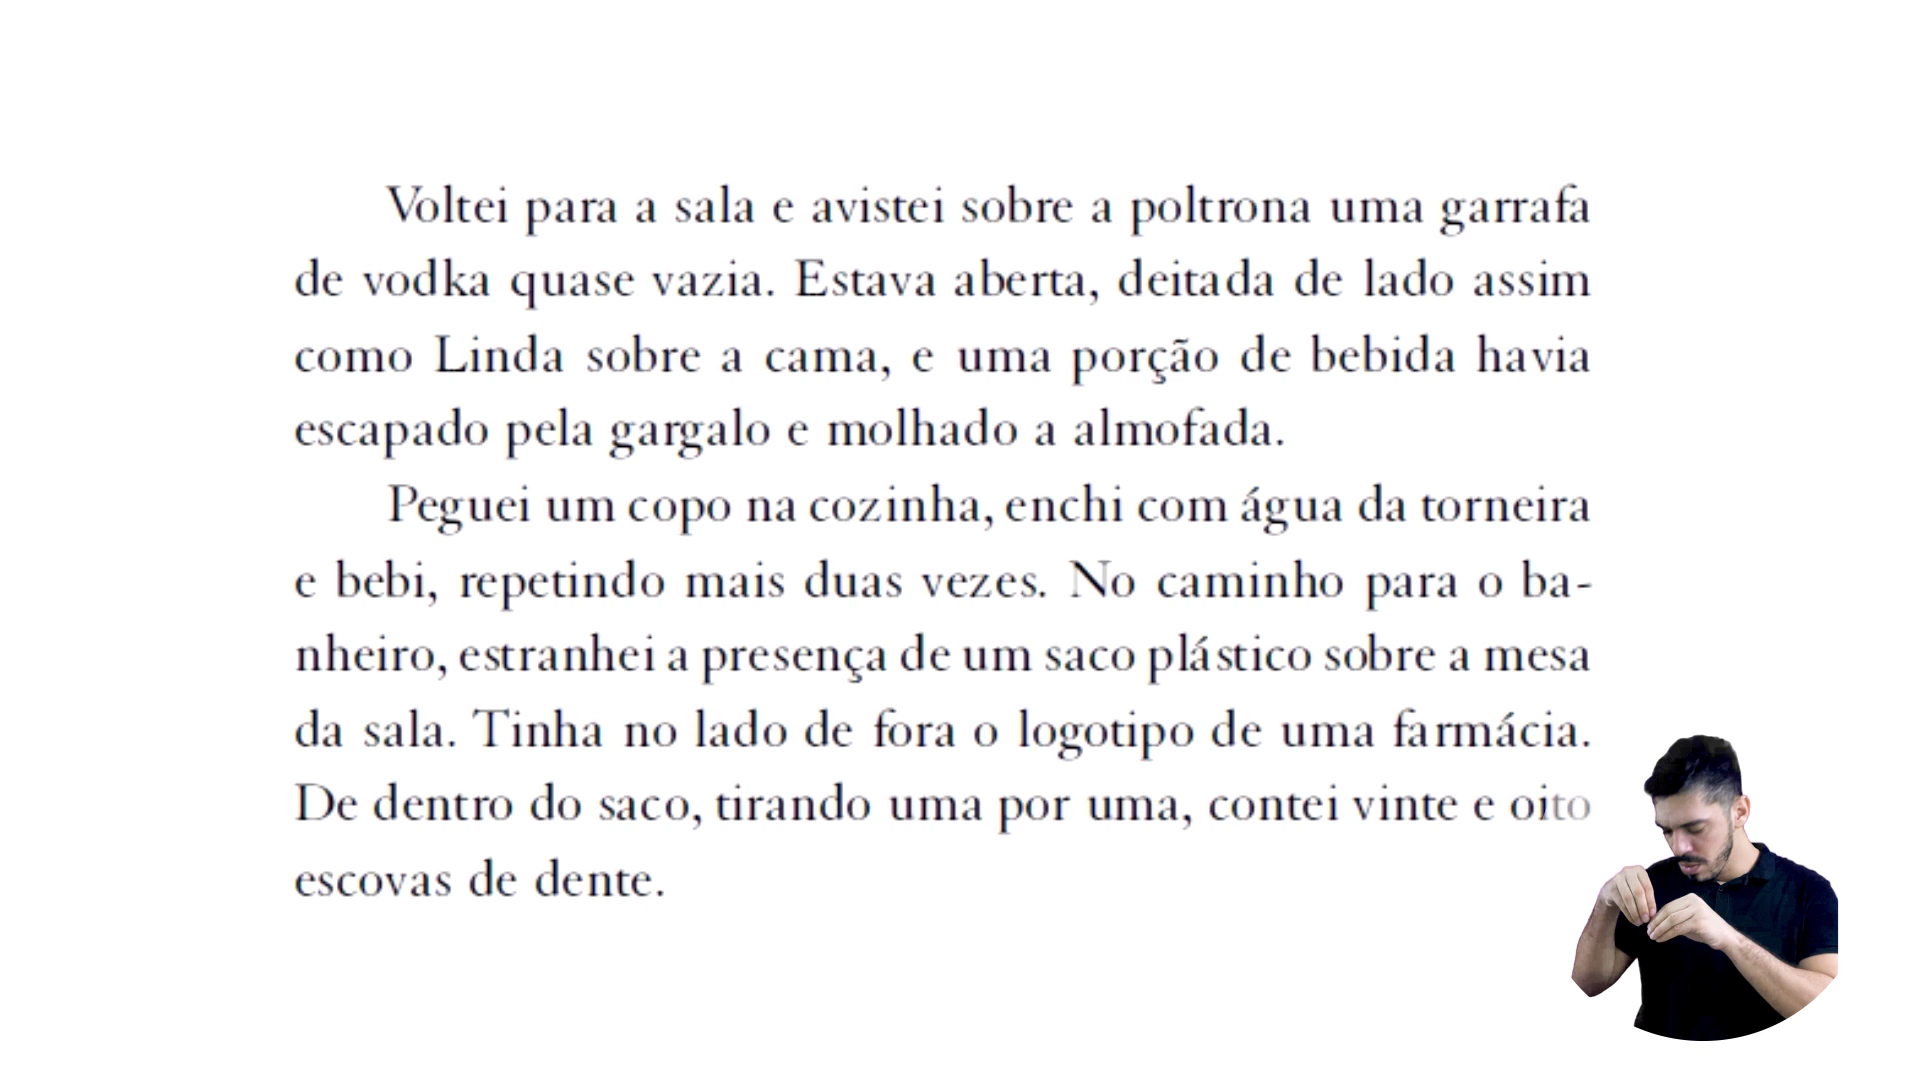 Voltei para a sala e avistei sobre a poltrona uma garrafa
de vodka quase vazia. Estava aberta, deitada de lado assim
como Linda sobre a cama, e uma porção de bebida havia
escapado pela gargalo e molhado a almofada.
Peguei um copo na cozinha, enchi com água da torneira
e bebi, repetindo mais duas vezes. No caminho para o ba-
nheiro, estranhei a presença de um saco plástico sobre a mesa
da sala. Tinha no lado de fora o logotipo de uma farmácia.
De dentro do saco, tirando uma por uma, contei vinte e oito
escovas de dente.